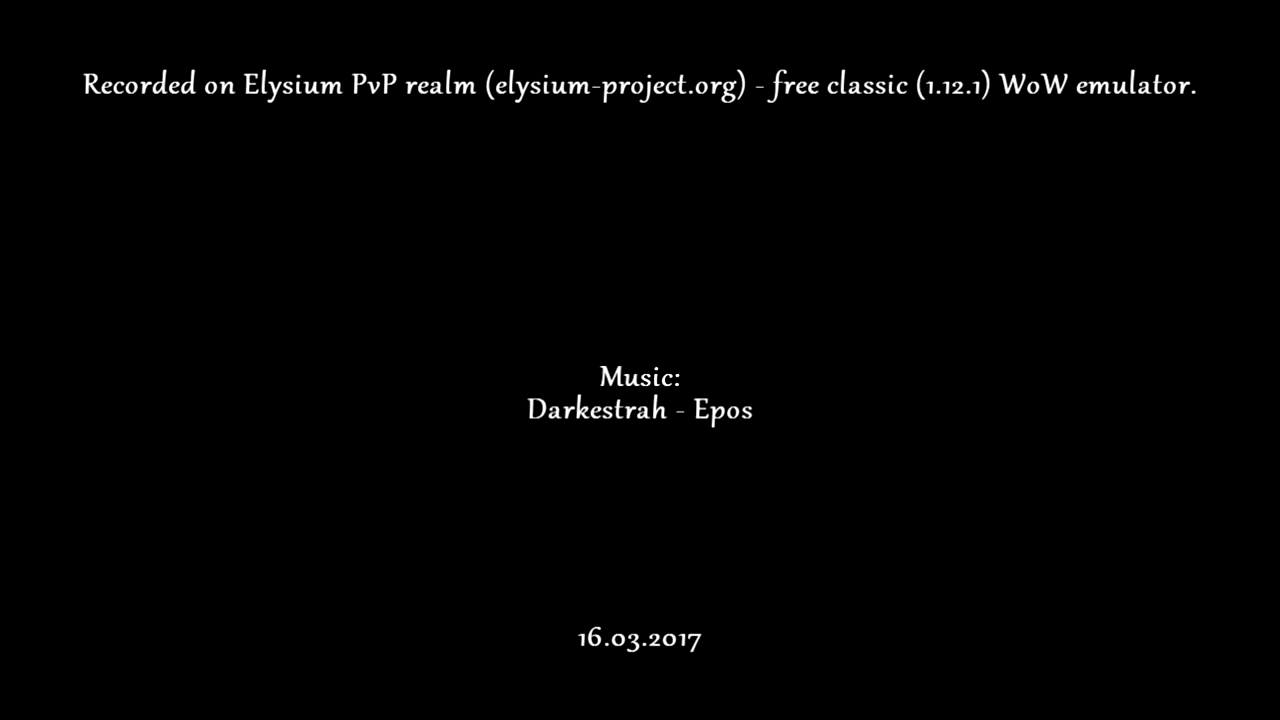 Recorded on Elysium PvP realm (elysium-project.org) - free classic (1.12.1) WoW emulator.
Music:
Darkestrah - Epos
16.03.2017